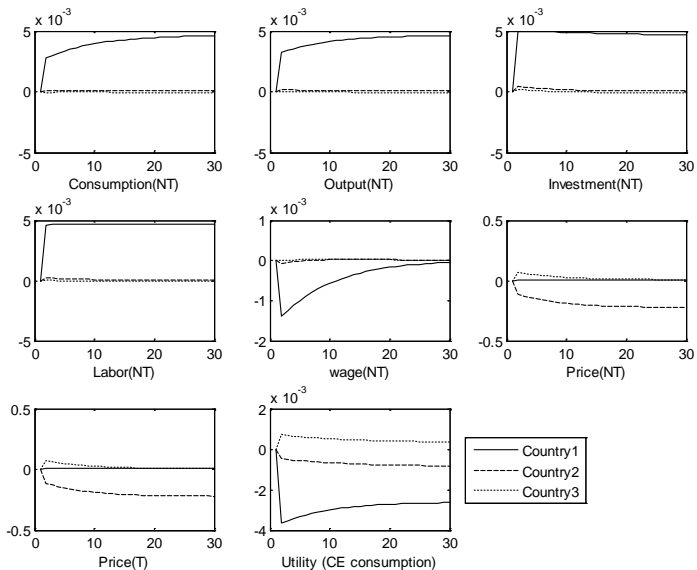 x 10^-3
x 10^-3
x 10^-3
5
0
-5
0 10 20 30
Consumption(NT)
5
0
-5
0 10 20 30
Output(NT)
5
0
-5
0 10 20 30
Investment(NT)
x 10^-3
x 10^-3
5
0
-5
0 10 20 30
Labor(NT)
1
0
-1
-2
0 10 20 30
wage(NT)
0.5
0
-0.5
0 10 20 30
Price(NT)
0.5
0
-0.5
0 10 20 30
Price(T)
x 10^-3
2
0
-2
-4
0 10 20 30
Utility (CE consumption)
Country1
Country2
Country3